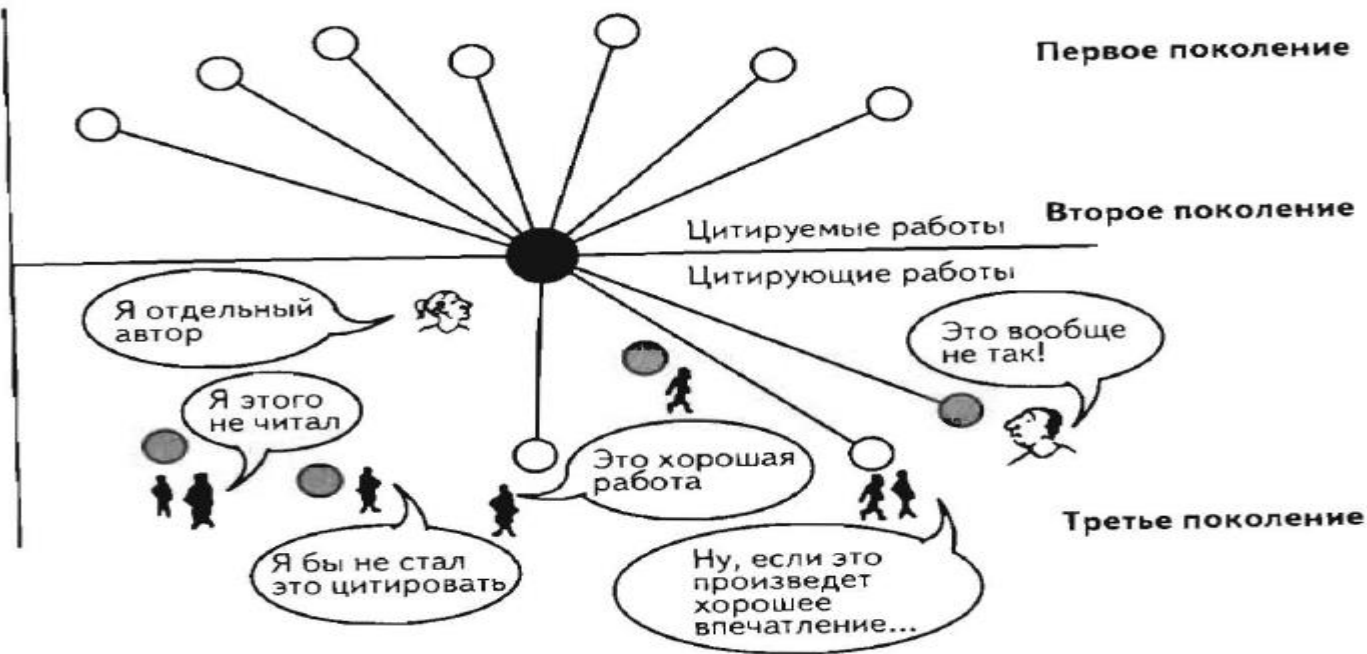 Первое поколение
Второе поколение
Цитируемые работы
Цитирующие работы
Я отдельный
автор
Это вообще
не так!
Я этого
не читал
Это хорошая
работа
Третье поколение
Я бы не стал
это цитировать
Ну, если это
произведет
хорошее
впечатление...